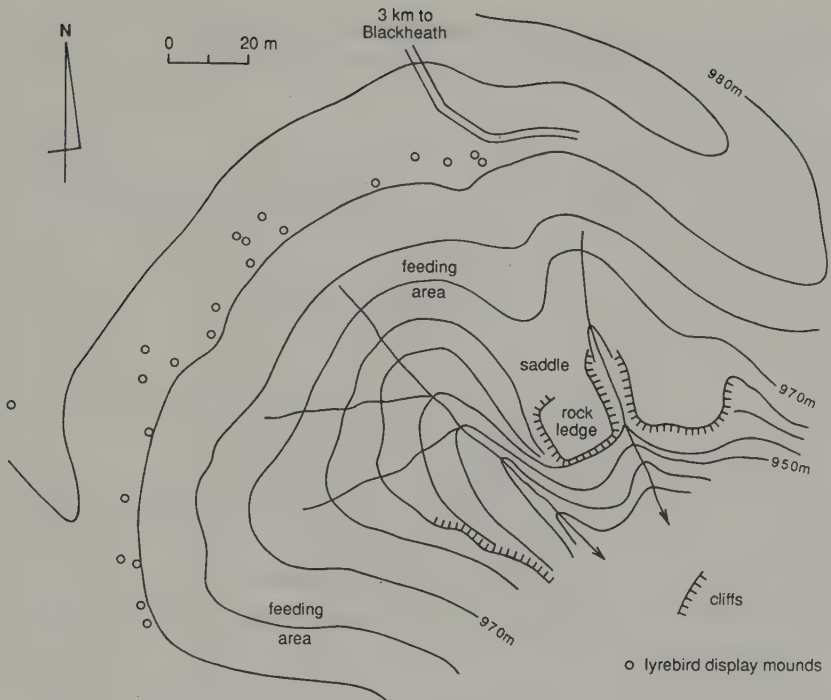 3 km to
Blackheath
N
0 20 m
980m
feeding
area
saddle
970m
rock
ledge
950m
cliffs
feeding
area
970m
lyrebird display mounds